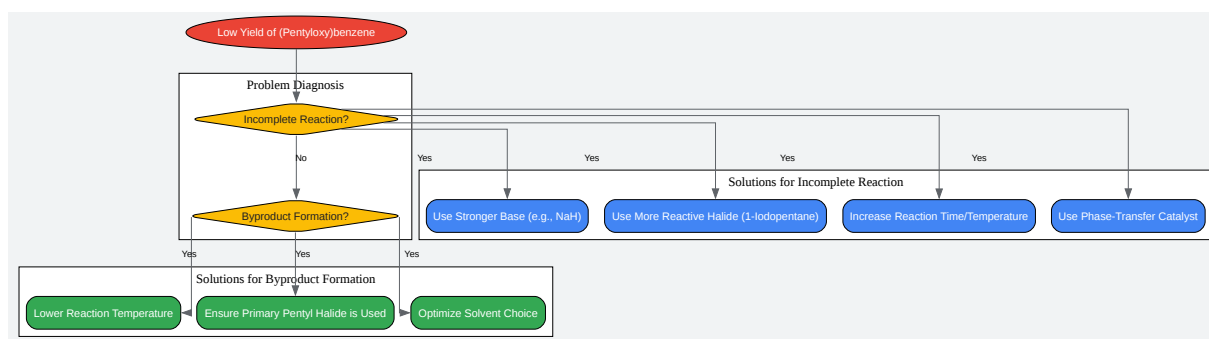 Low Yield of (Pentyloxy)benzene
Problem Diagnosis
Incomplete Reaction?
No
Yes
Yes
Yes
Yes
Solutions for Incomplete Reaction
Use Stronger Base (e.g., NaH)
Use More Reactive Halide (1-Iodopentane)
Increase Reaction Time/Temperature
Use Phase-Transfer Catalyst
Byproduct Formation?
Yes
Yes
Yes
Solutions for Byproduct Formation
Lower Reaction Temperature
Ensure Primary Pentyl Halide is Used
Optimize Solvent Choice